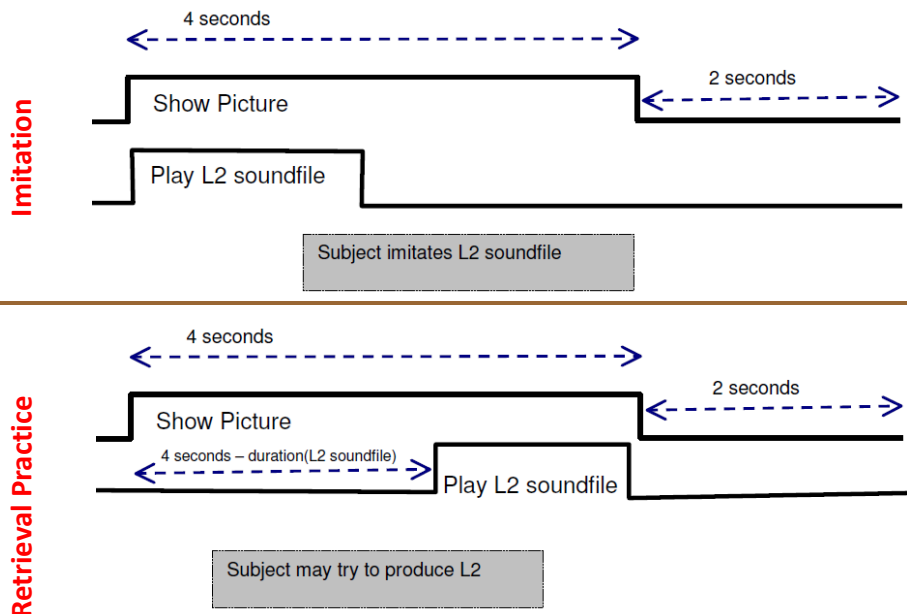 4 seconds
2 seconds
Show Picture
Imitation
Play L2 soundfile
Subject imitates L2 soundfile
4 seconds
2 seconds
Show Picture
Retrieval Practice
4 seconds – duration(L2 soundfile)
Play L2 soundfile
Subject may try to produce L2